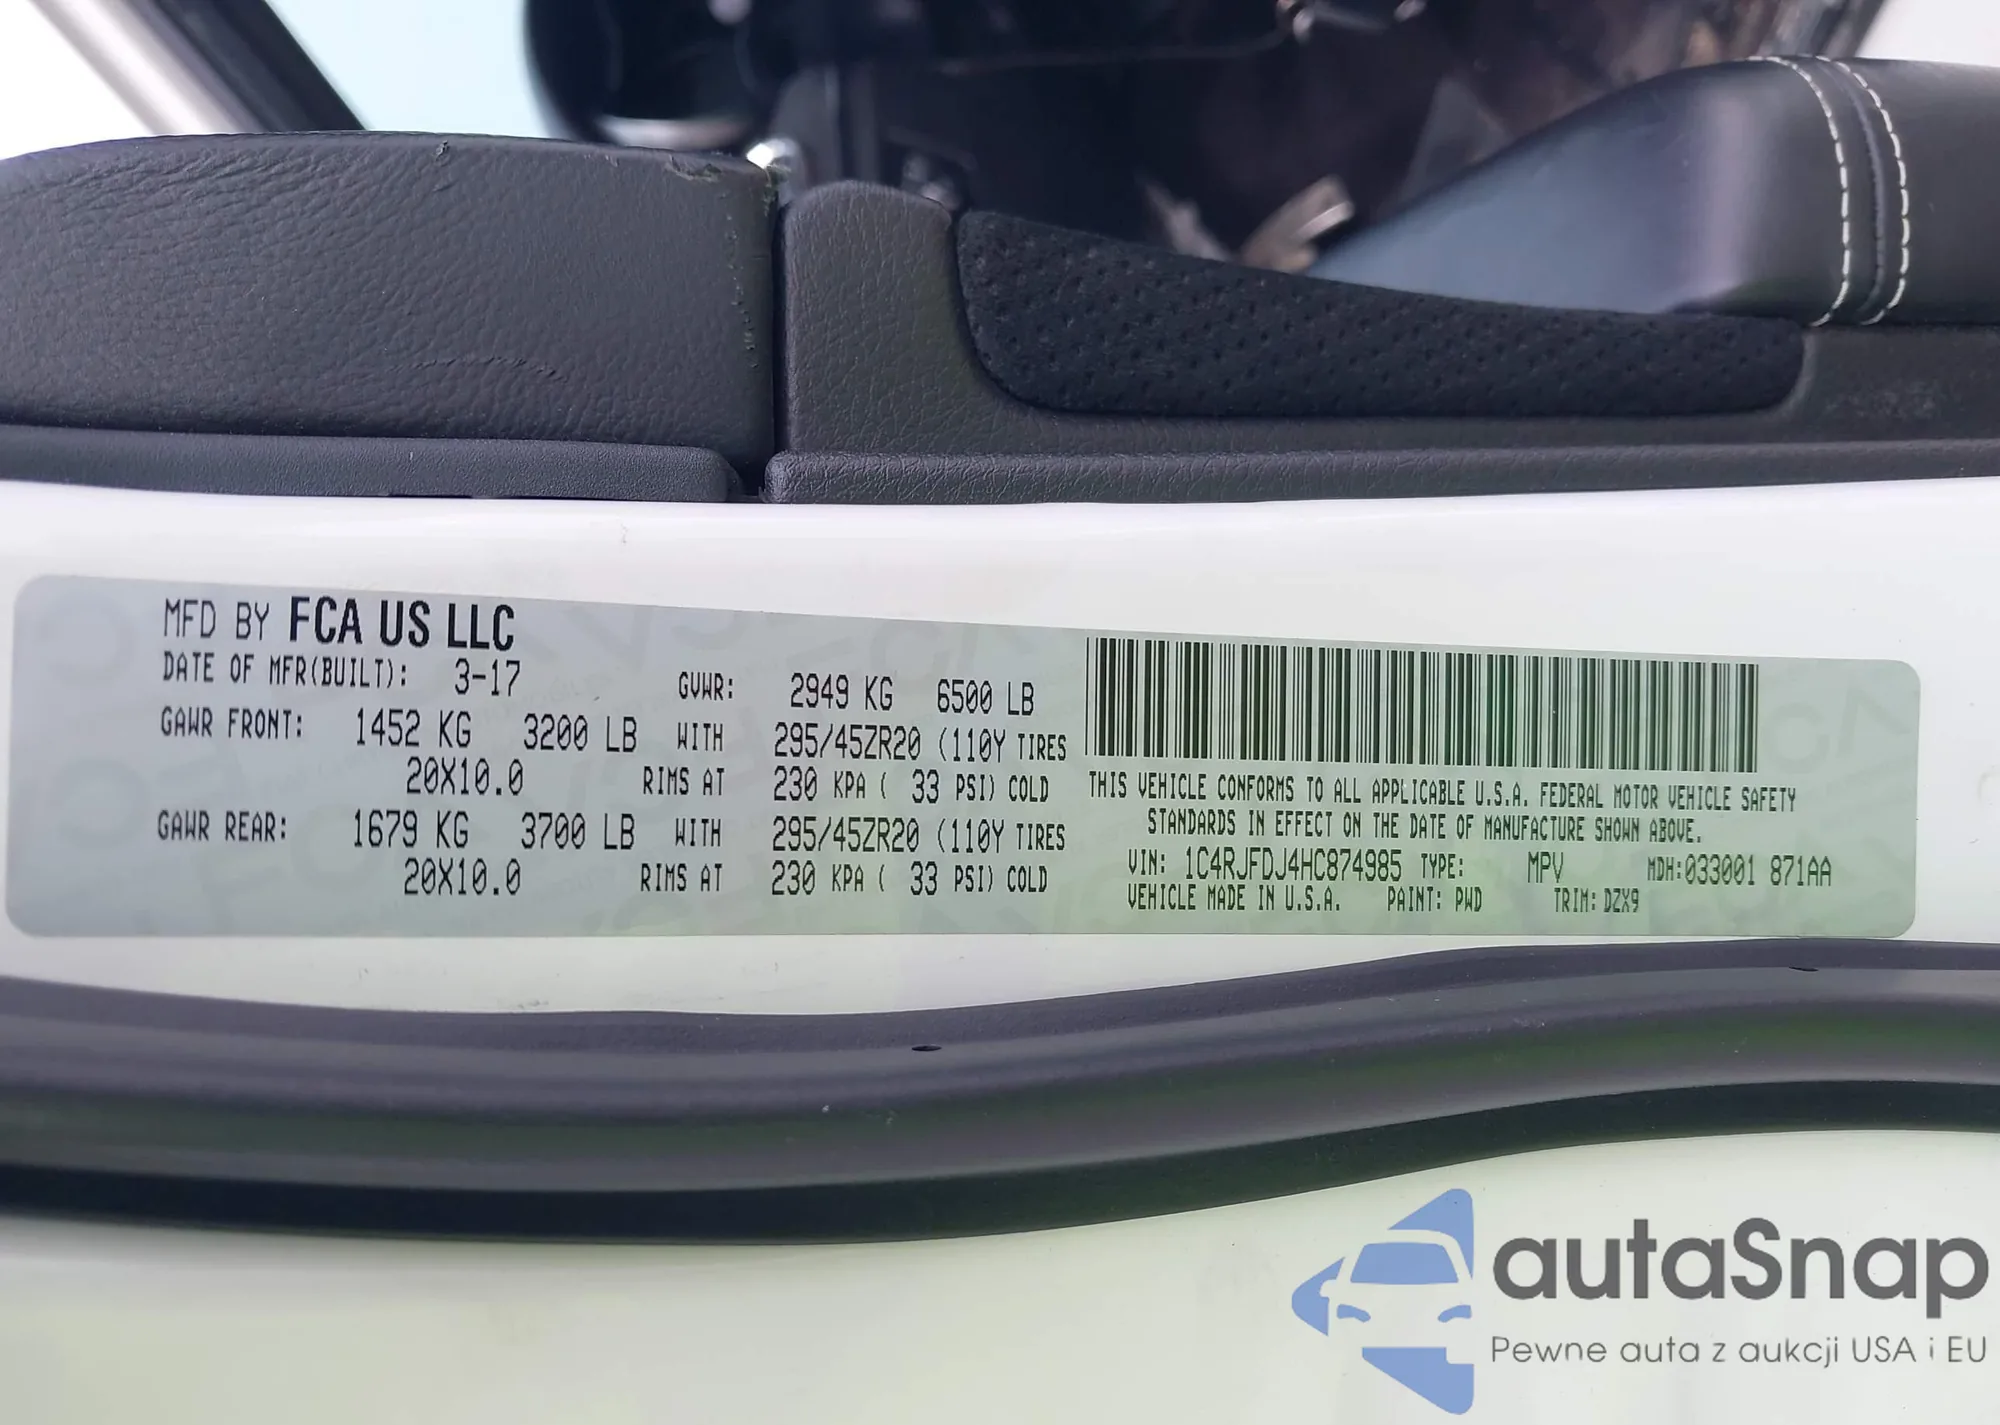 MFD BY FCA US LLC
DATE OF MFR(BUILT): 3-17 GVWR: 2949 KG 6500 LB
GAWR FRONT: 1452 KG 3200 LB WITH 295/45ZR20 (110Y TIRES
20X10.0 RIMS AT 230 KPA ( 33 PSI) COLD
GAWR REAR: 1679 KG 3700 LB WITH 295/45ZR20 (110Y TIRES
20X10.0 RIMS AT 230 KPA ( 33 PSI) COLD
THIS VEHICLE CONFORMS TO ALL APPLICABLE U.S.A. FEDERAL MOTOR VEHICLE SAFETY
STANDARDS IN EFFECT ON THE DATE OF MANUFACTURE SHOWN ABOVE.
VIN: 1C4RJFDJ4HC874985 TYPE: MPV MDH:033001 871AA
VEHICLE MADE IN U.S.A. PAINT: PWD TRIM: DZX9
autaSnap
Pewne auta z aukcji USA i EU